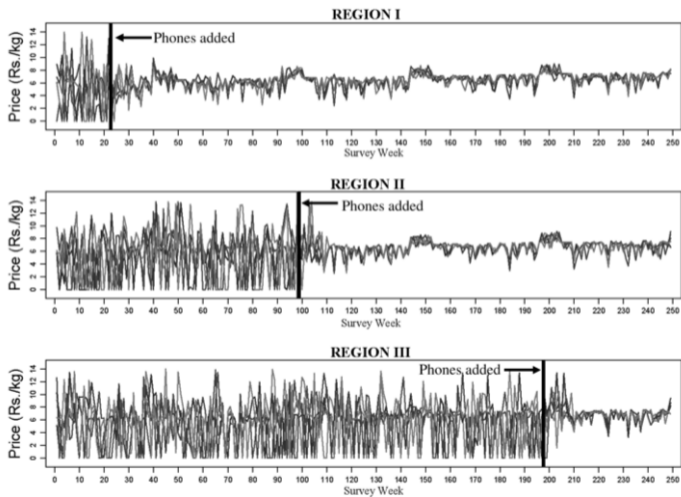 REGION I
Phones added
Price (Rs./kg)
0 2 4 6 8 10 14
0 10 20 30 40 50 60 70 80 90 100 110 120 130 140 150 160 170 180 190 200 210 220 230 240 250
Survey Week
REGION II
Phones added
Price (Rs./kg)
0 2 4 6 8 10 14
0 10 20 30 40 50 60 70 80 90 100 110 120 130 140 150 160 170 180 190 200 210 220 230 240 250
Survey Week
REGION III
Phones added
Price (Rs./kg)
0 2 4 6 8 10 14
0 10 20 30 40 50 60 70 80 90 100 110 120 130 140 150 160 170 180 190 200 210 220 230 240 250
Survey Week